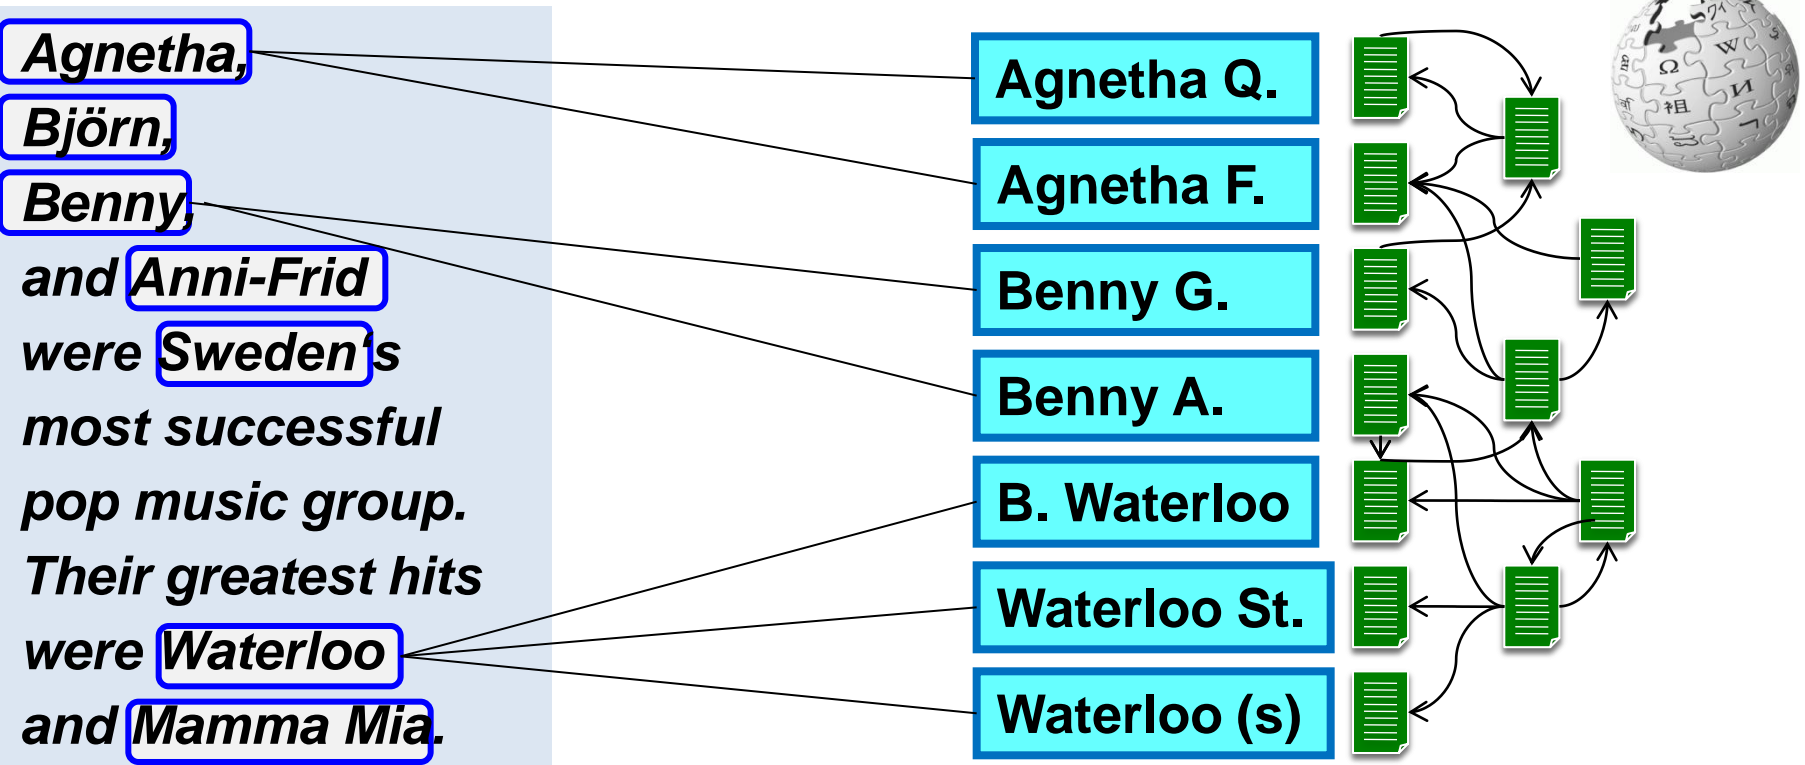 Agnetha,
Björn,
Benny,
and Anni-Frid
were Sweden‘s
most successful
pop music group.
Their greatest hits
were Waterloo
and Mamma Mia.
Agnetha Q.
Agnetha F.
Benny G.
Benny A.
B. Waterloo
Waterloo St.
Waterloo (s)
W
Ω
И
祖